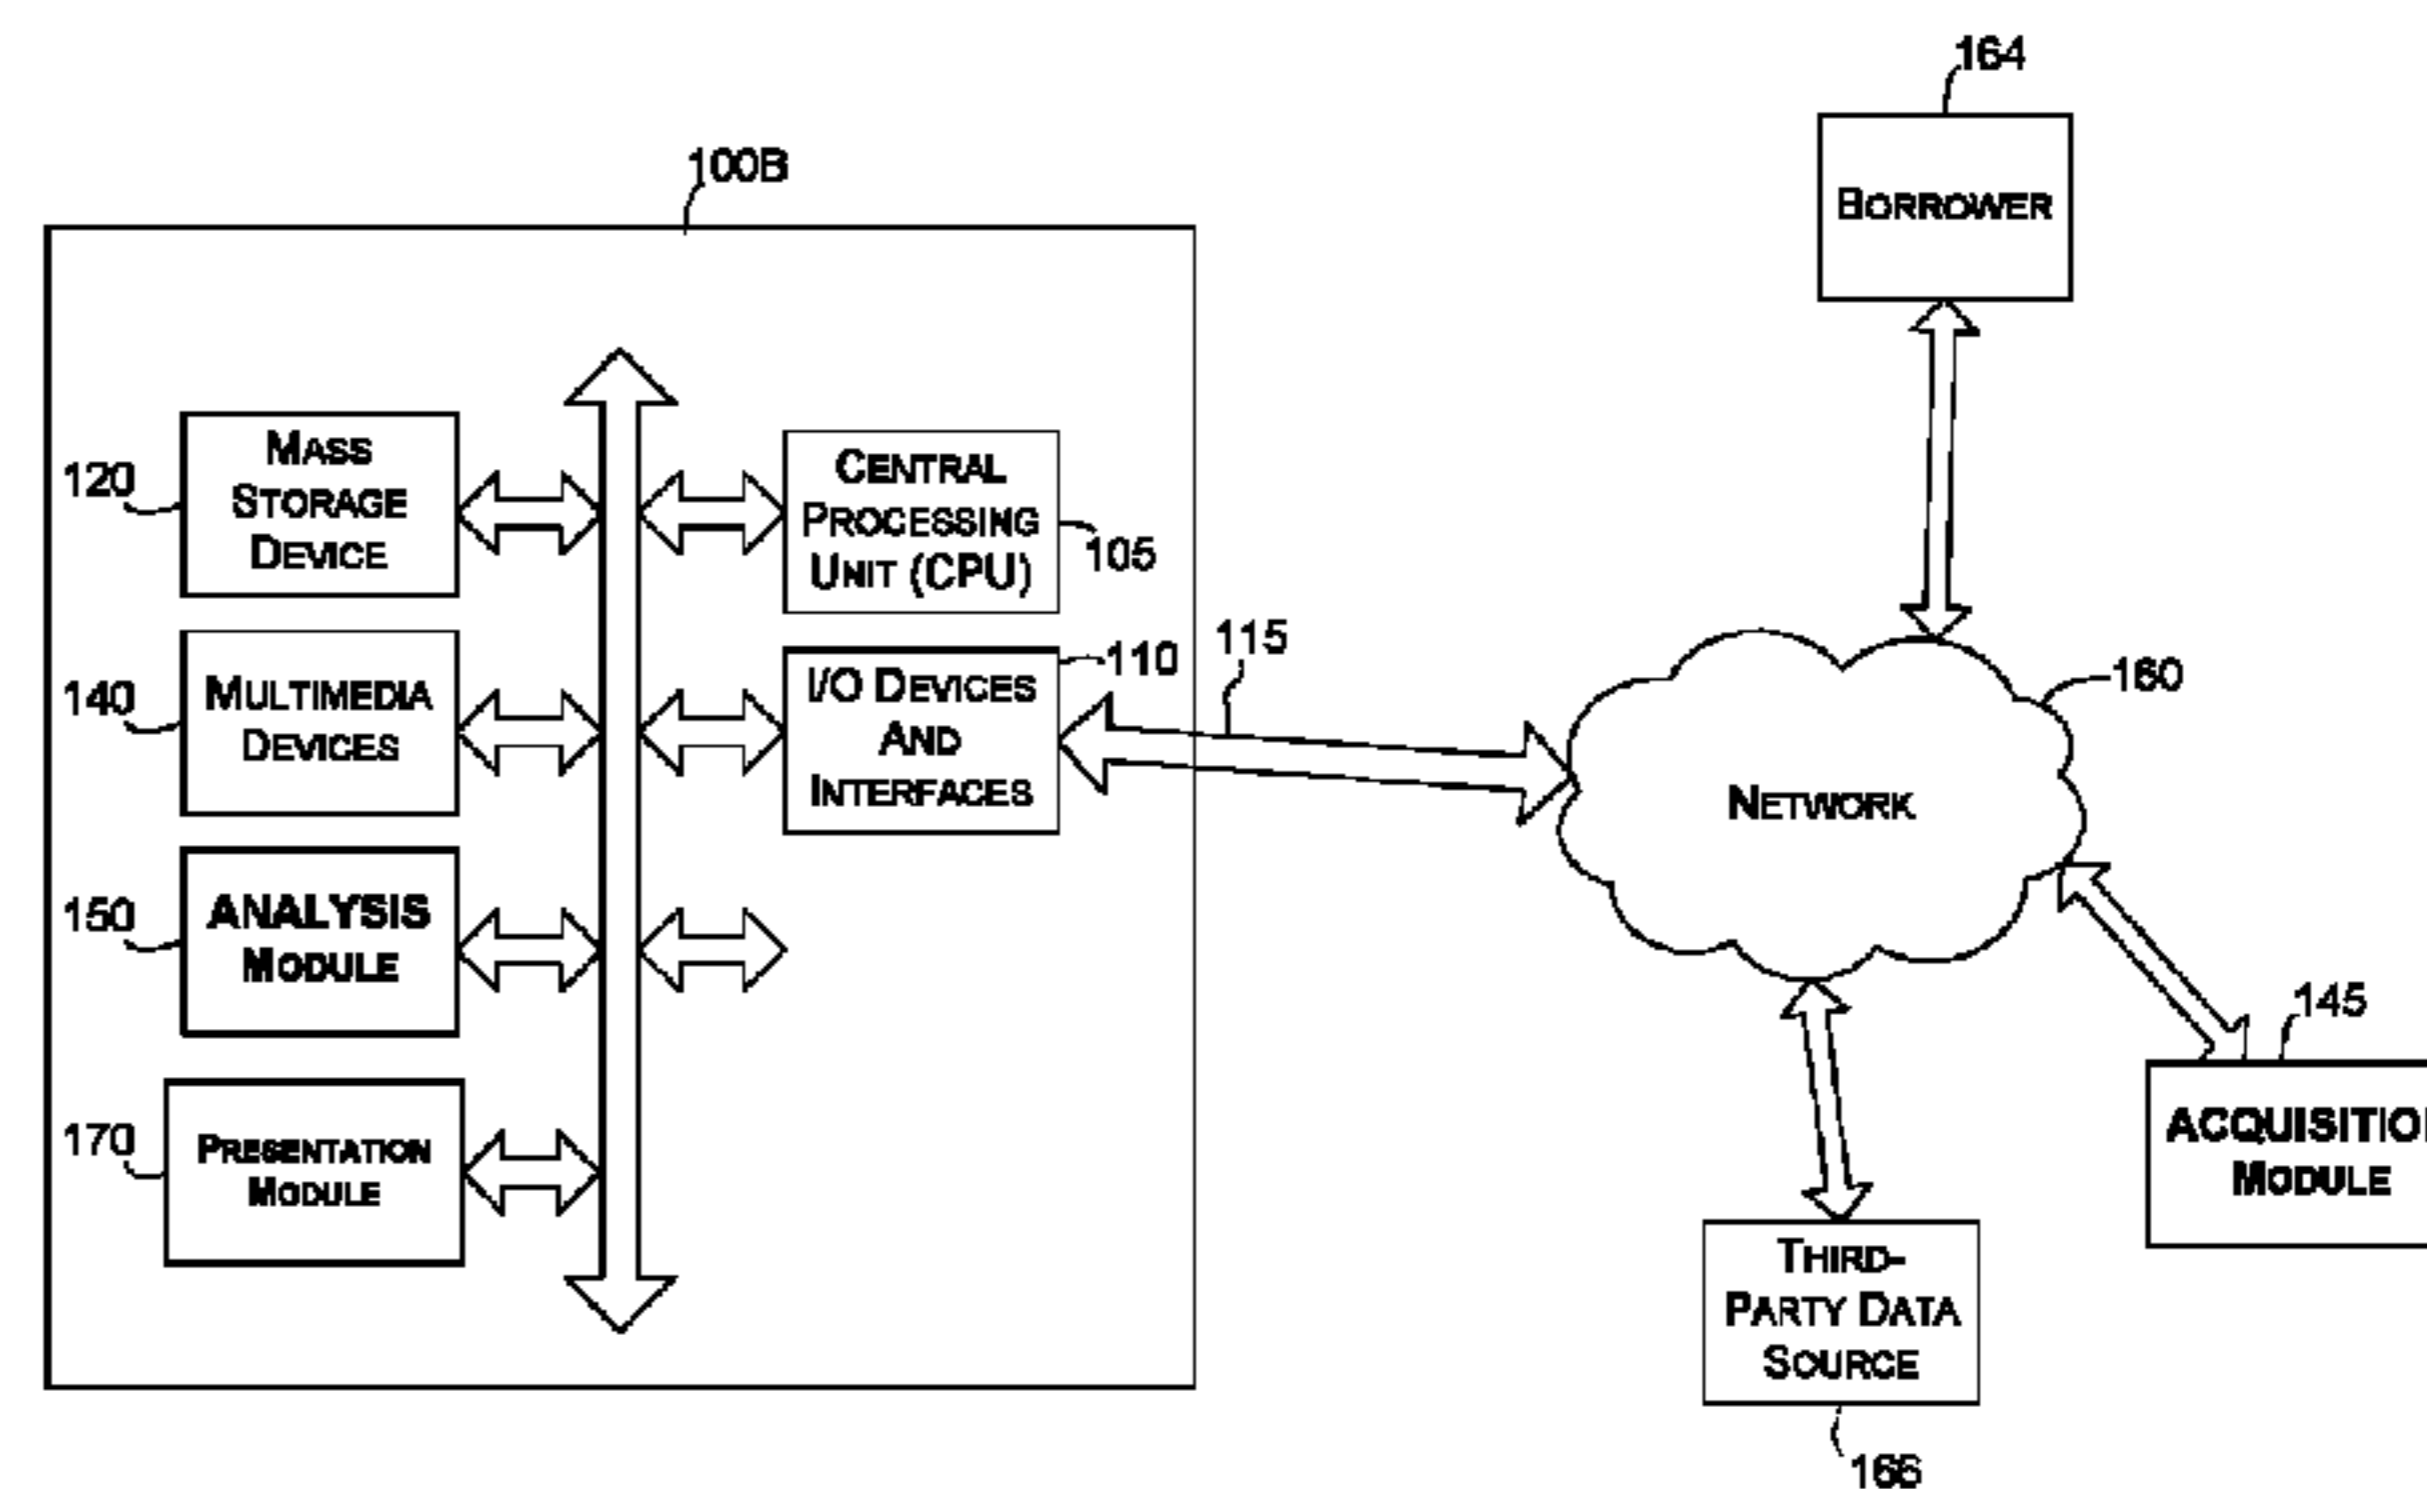 164
BORROWER
100B
120
MASS
STORAGE
DEVICE
CENTRAL
PROCESSING
UNIT (CPU)
105
140
MULTIMEDIA
DEVICES
110
I/O DEVICES
AND
INTERFACES
115
160
NETWORK
150
ANALYSIS
MODULE
170
PRESENTATION
MODULE
145
ACQUISITIO
MODULE
THIRD-
PARTY DATA
SOURCE
166